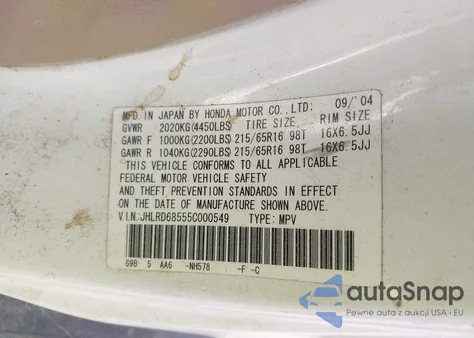 MFD. IN JAPAN BY HONDA MOTOR CO.,LTD: 09/'04
GVWR 2020KG(4450LBS) TIRE SIZE RIM SIZE
GAWR F 1000KG(2200LBS) 215/65R16 98T 16X6.5JJ
GAWR R 1040KG(2290LBS) 215/65R16 98T 16X6.5JJ
"THIS VEHICLE CONFORMS TO ALL APPLICABLE
FEDERAL MOTOR VEHICLE SAFETY
AND THEFT PREVENTION STANDARDS IN EFFECT
ON THE DATE OF MANUFACTURE SHOWN ABOVE."
V.I.N:JHLRD68555C000549 TYPE: MPV
G9B 5 AA6 -NH578 -F -C
autoSnap
Pewne auta z aukcji USA i EU